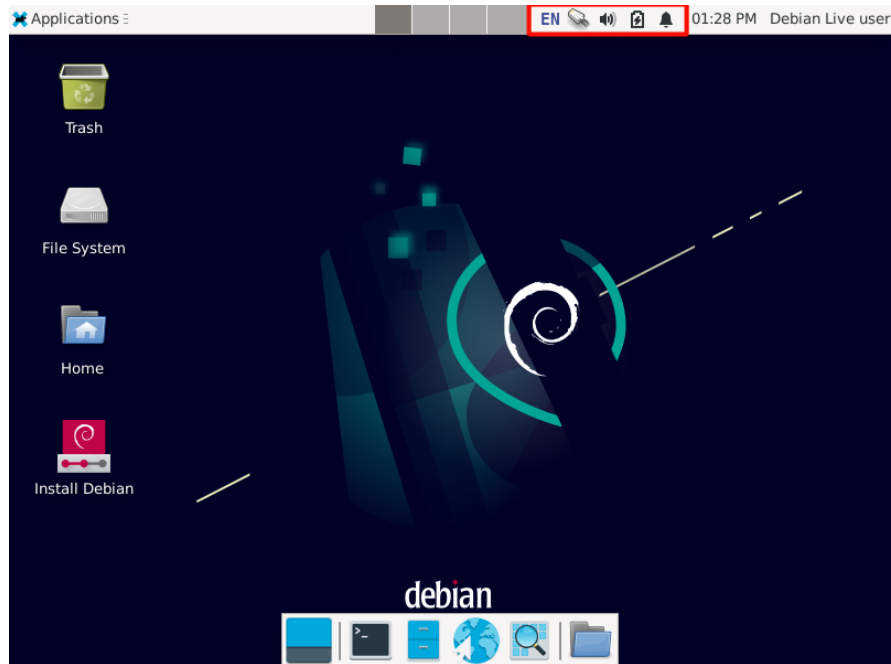 Applications
EN
01:28 PM Debian Live user
Trash
File System
Home
Install Debian
debian
>_